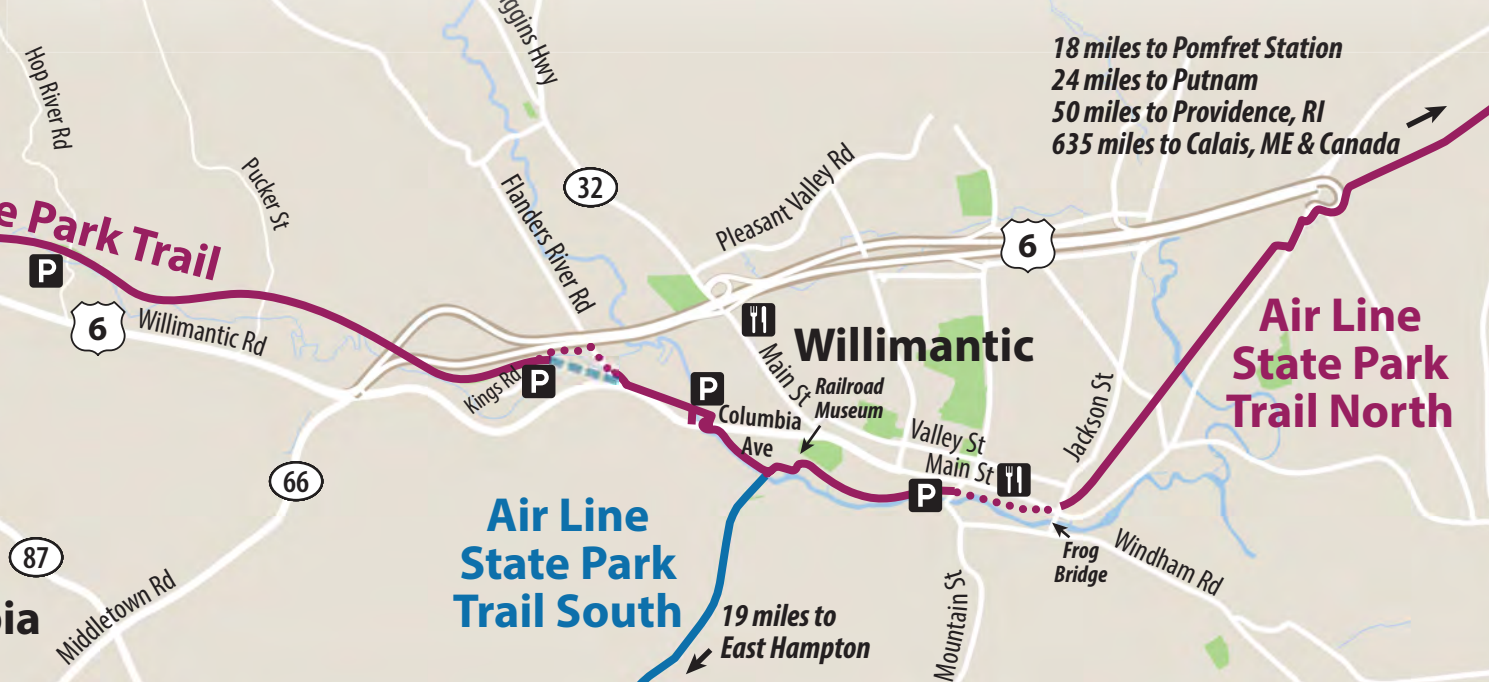 ggins Hwy
Hop River Rd
18 miles to Pomfret Station
24 miles to Putnam
50 miles to Providence, RI
635 miles to Calais, ME & Canada
Pucker St
32
Flanders River Rd
Pleasant Valley Rd
e Park Trail
P
6
6
Willimantic Rd
Willimantic
Main St
Railroad
Museum
Air Line
State Park
Trail North
Kings Rd
P
P
Columbia
Ave
Valley St
Main St
Jackson St
P
66
Air Line
State Park
Trail South
87
Frog
Bridge
Windham Rd
Middletown Rd
ia
19 miles to
East Hampton
Mountain St